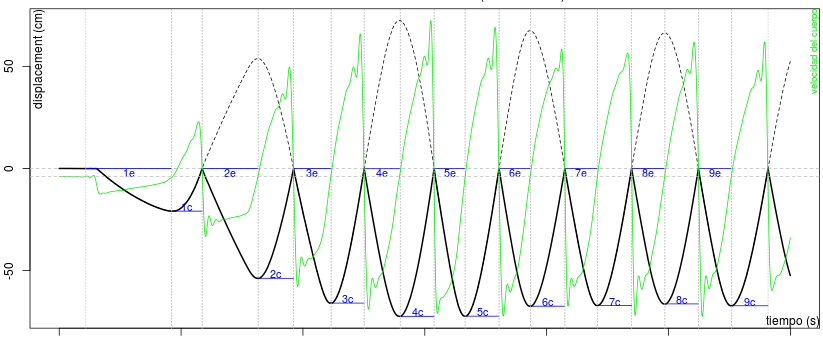 displacement (cm)
velocidad del cuerpo
50
0
-50
1e
2e
3e
4e
5e
6e
7e
8e
9e
1c
2c
3c
4c
5c
6c
7c
8c
9c
tiempo (s)